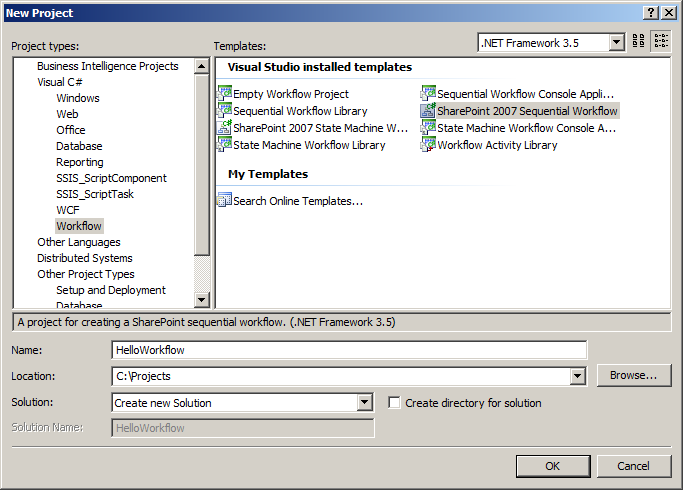 New Project
Project types:
Templates:
.NET Framework 3.5
Business Intelligence Projects
Visual C#
Windows
Web
Office
Database
Reporting
SSIS_ScriptComponent
SSIS_ScriptTask
WCF
Workflow
Other Languages
Distributed Systems
Other Project Types
Setup and Deployment
Database
Visual Studio installed templates
Empty Workflow Project
Sequential Workflow Console Appli...
Sequential Workflow Library
SharePoint 2007 Sequential Workflow
SharePoint 2007 State Machine W...
State Machine Workflow Console A...
State Machine Workflow Library
Workflow Activity Library
My Templates
Search Online Templates...
A project for creating a SharePoint sequential workflow. (.NET Framework 3.5)
Name:
HelloWorkflow
Location:
C:\Projects
Browse...
Solution:
Create new Solution
Create directory for solution
Solution Name:
HelloWorkflow
OK
Cancel